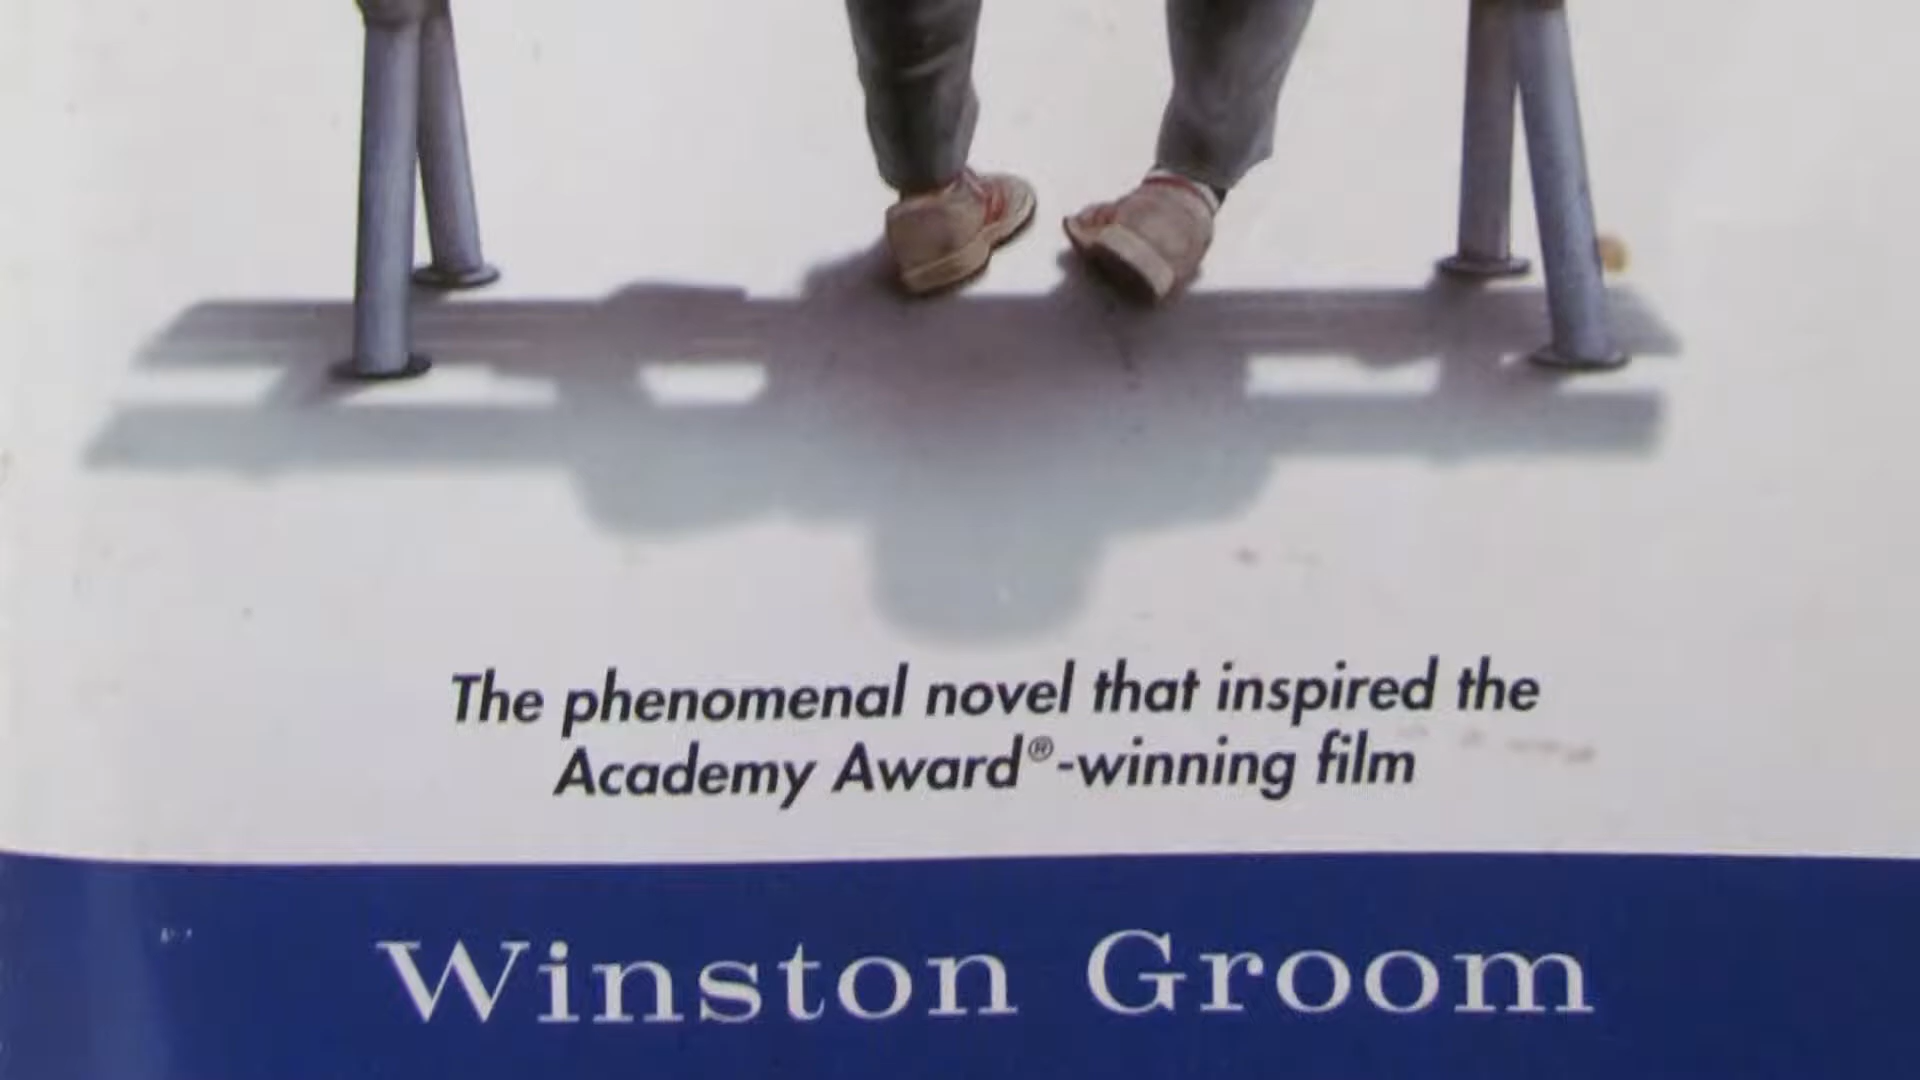 The phenomenal novel that inspired the
Academy Award®-winning film
Winston Groom